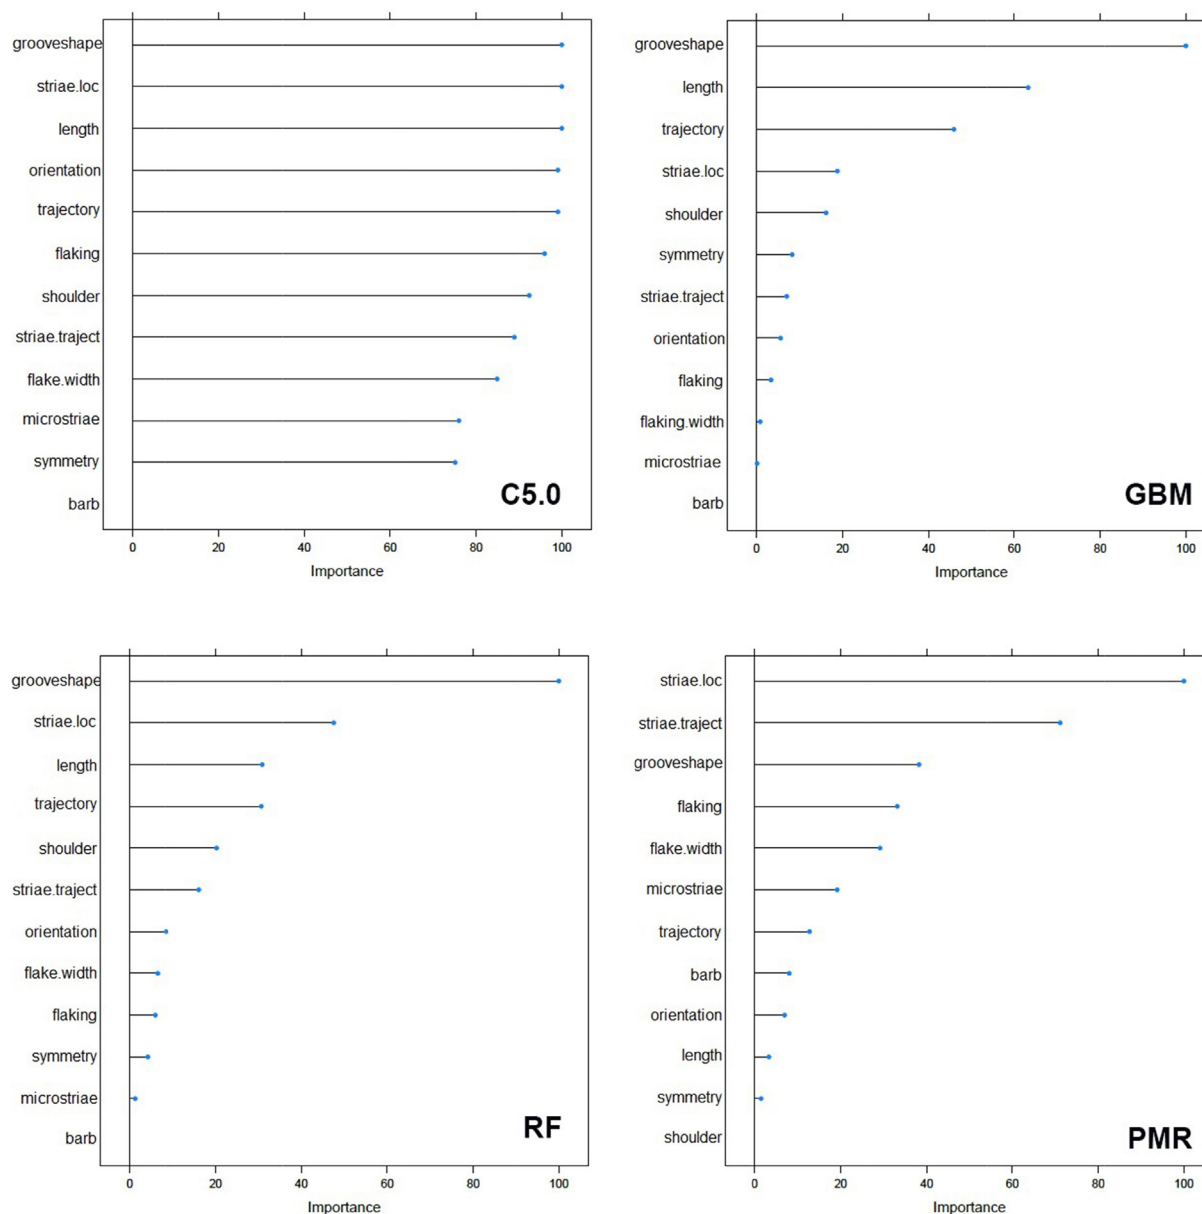 grooveshape
striae.loc
length
orientation
trajectory
flaking
shoulder
striae.traject
flake.width
microstriae
symmetry
barb
C5.0
0 20 40 60 80 100
Importance
grooveshape
length
trajectory
striae.loc
shoulder
symmetry
striae.traject
orientation
flaking
flaking.width
microstriae
barb
GBM
0 20 40 60 80 100
Importance
grooveshape
striae.loc
length
trajectory
shoulder
striae.traject
orientation
flake.width
flaking
symmetry
microstriae
barb
RF
0 20 40 60 80 100
Importance
striae.loc
striae.traject
grooveshape
flaking
flake.width
microstriae
trajectory
barb
orientation
length
symmetry
shoulder
PMR
0 20 40 60 80 100
Importance